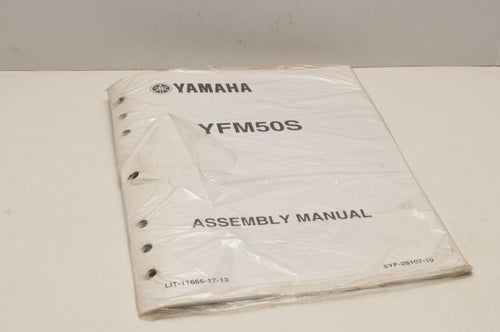 YAMAHA
YFM50S
ASSEMBLY MANUAL
LIT-11666-17-13
5YF-28107-10